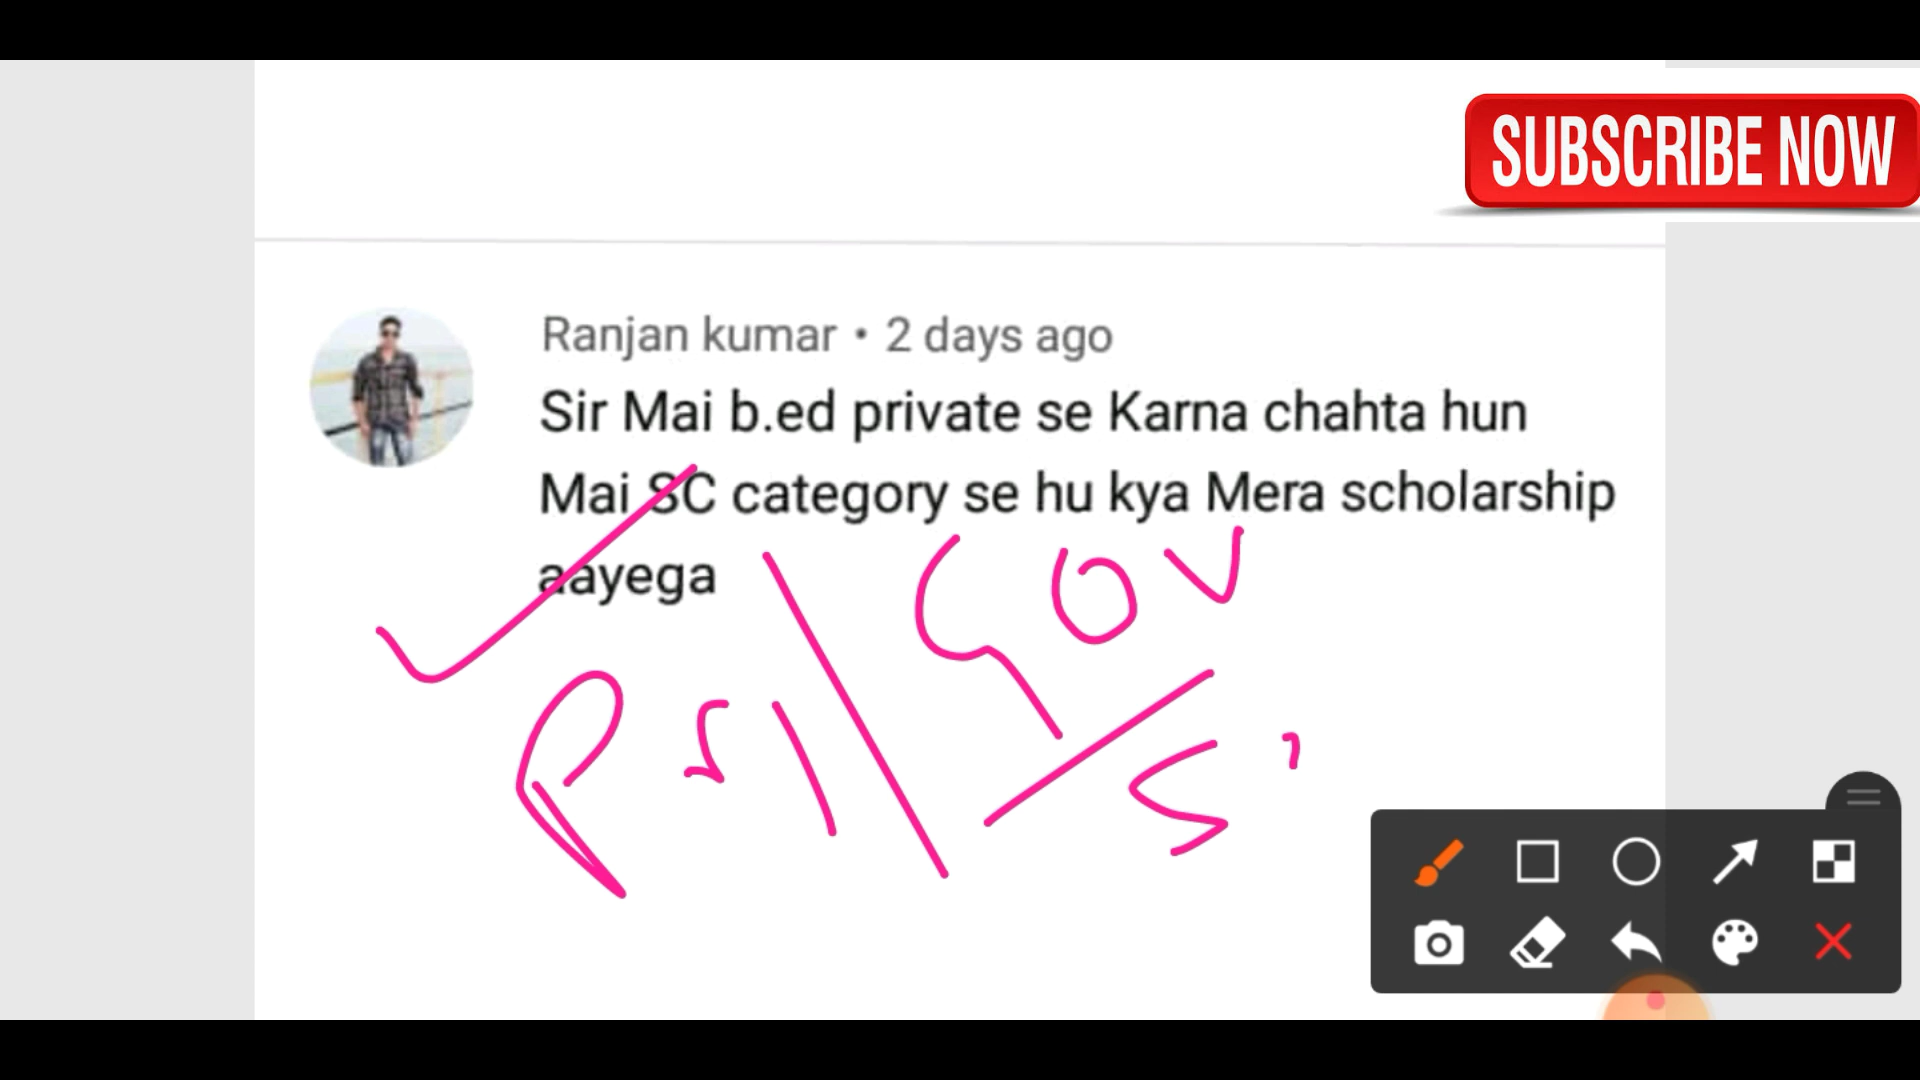 SUBSCRIBE NOW
Ranjan kumar • 2 days ago
Sir Mai b.ed private se Karna chahta hun
Mai SC category se hu kya Mera scholarship
aayega
GOV